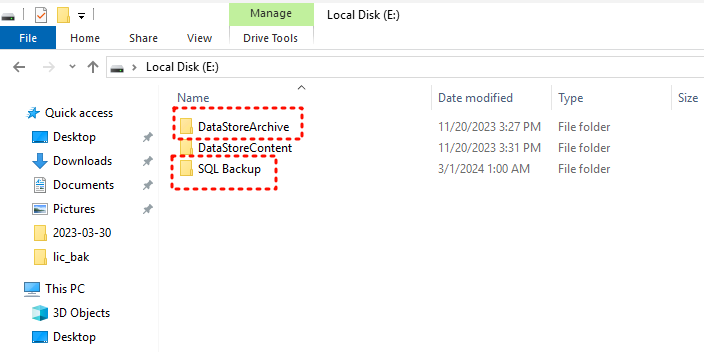 Manage Local Disk (E:)
File Home Share View Drive Tools
Local Disk (E:)
Name Date modified Type Size
Quick access
DataStoreArchive 11/20/2023 3:27 PM File folder
Desktop
DataStoreContent 11/20/2023 3:31 PM File folder
Downloads
SQL Backup 3/1/2024 1:00 AM File folder
Documents
Pictures
2023-03-30
lic_bak
This PC
3D Objects
Desktop